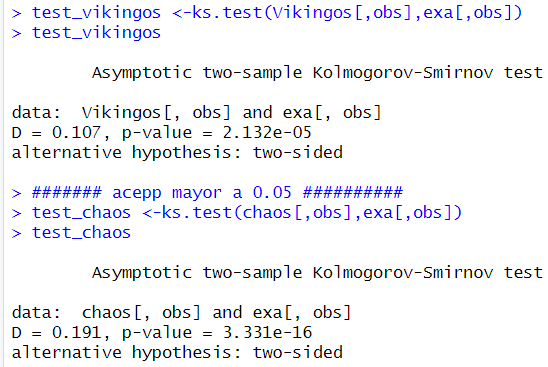 > test_vikingos <-ks.test(Vikingos[,obs],exa[,obs])
> test_vikingos
Asymptotic two-sample Kolmogorov-Smirnov test
data:  Vikingos[, obs] and exa[, obs]
D = 0.107, p-value = 2.132e-05
alternative hypothesis: two-sided
> ####### acepp mayor a 0.05 ##########
> test_chaos <-ks.test(chaos[,obs],exa[,obs])
> test_chaos
Asymptotic two-sample Kolmogorov-Smirnov test
data:  chaos[, obs] and exa[, obs]
D = 0.191, p-value = 3.331e-16
alternative hypothesis: two-sided